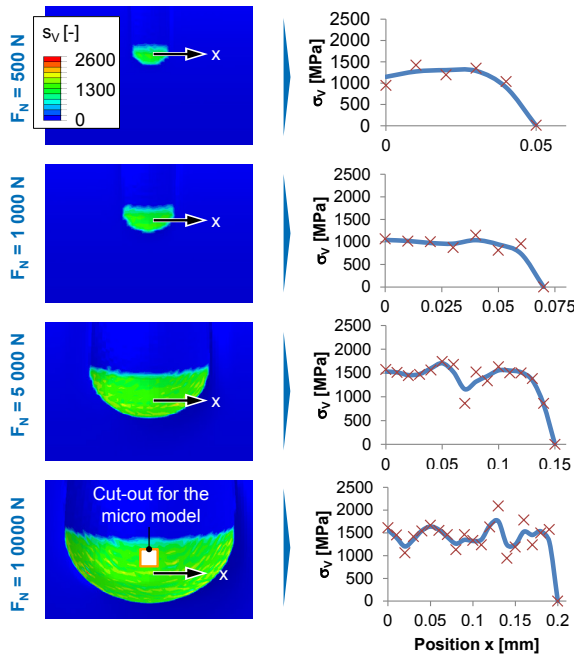 F_N = 500 N
s_V [-]
2600
1300
0
x
σ_V [MPa]
2500
2000
1500
1000
500
0
0
0.05
F_N = 1 000 N
x
σ_V [MPa]
2500
2000
1500
1000
500
0
0
0.025
0.05
0.075
F_N = 5 000 N
x
σ_V [MPa]
2500
2000
1500
1000
500
0
0
0.05
0.1
0.15
F_N = 1 0000 N
Cut-out for the
micro model
x
σ_V [MPa]
2500
2000
1500
1000
500
0
0
0.05
0.1
0.15
0.2
Position x [mm]